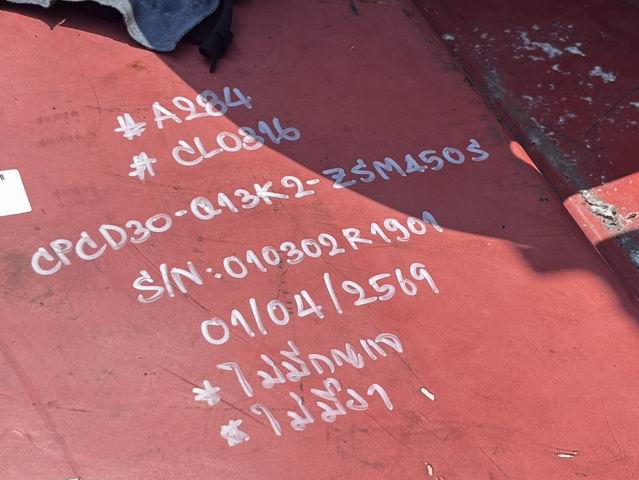 #A284
# CL0316
CPCD30-Q13K2-ZSM450S
S/N:010302R1901
01/04/2569
* ไม่มีกุนแจ
* ไม่มีงา